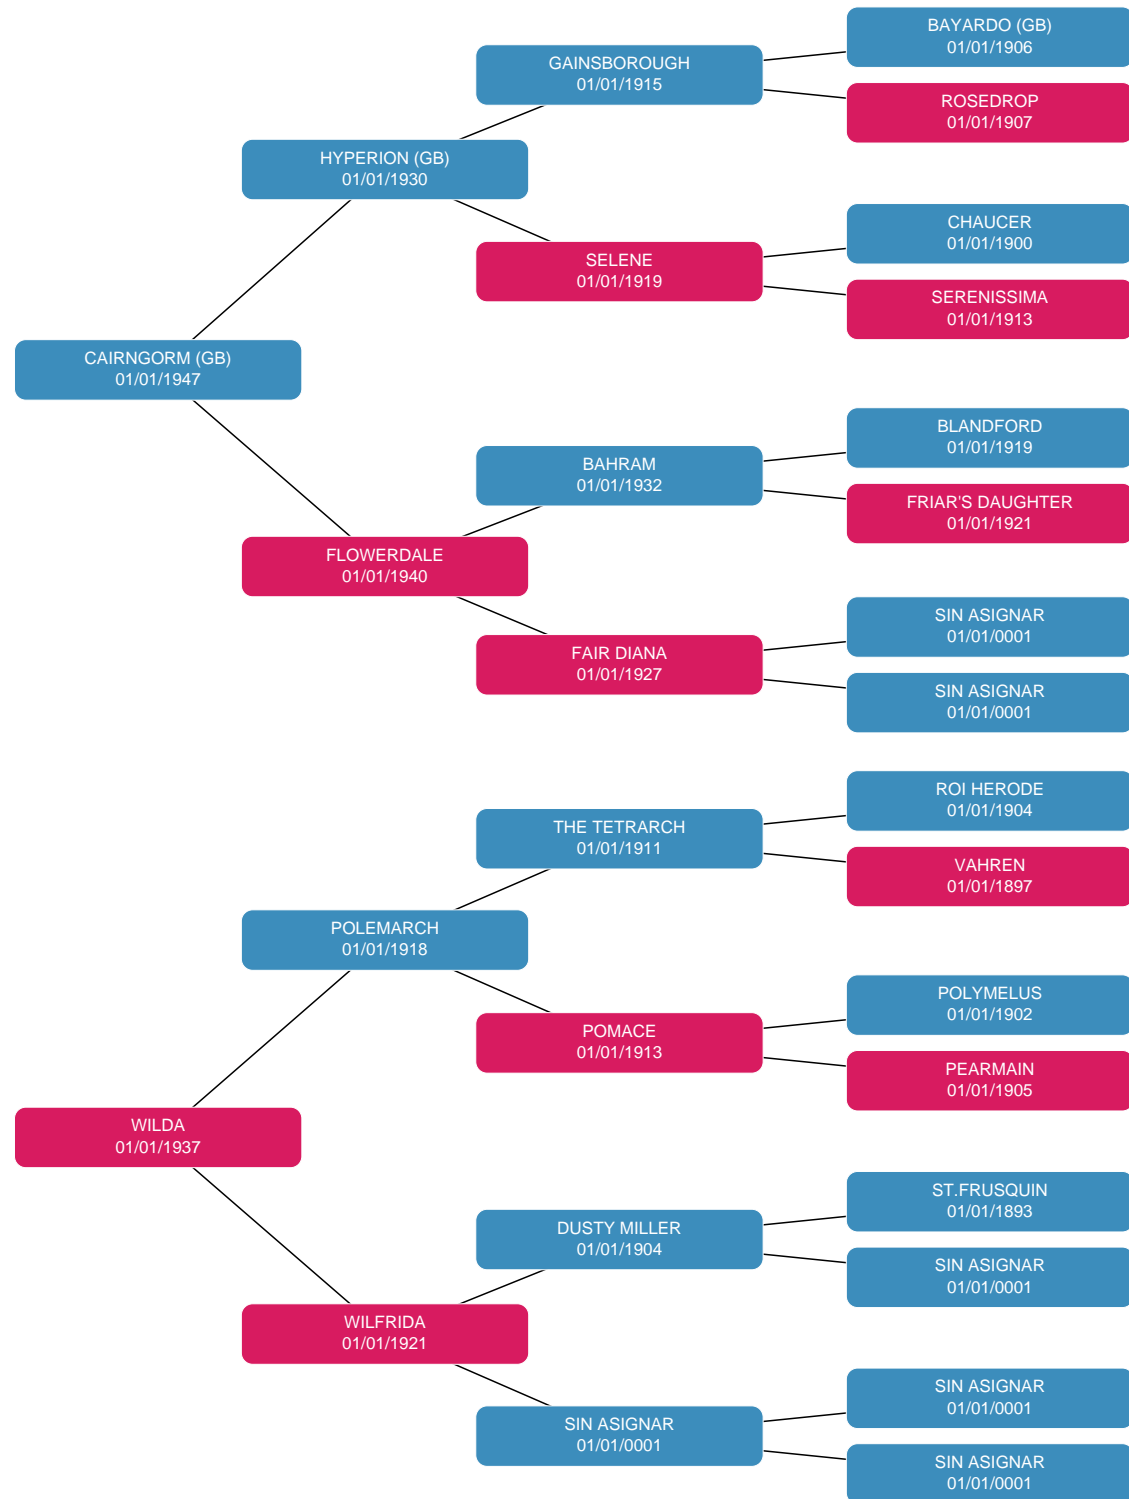 BAYARDO (GB)
01/01/1906
GAINSBOROUGH
01/01/1915
ROSEDROP
01/01/1907
HYPERION (GB)
01/01/1930
CHAUCER
01/01/1900
SELENE
01/01/1919
SERENISSIMA
01/01/1913
CAIRNGORM (GB)
01/01/1947
BLANDFORD
01/01/1919
BAHRAM
01/01/1932
FRIAR'S DAUGHTER
01/01/1921
FLOWERDALE
01/01/1940
SIN ASIGNAR
01/01/0001
FAIR DIANA
01/01/1927
SIN ASIGNAR
01/01/0001
ROI HERODE
01/01/1904
THE TETRARCH
01/01/1911
VAHREN
01/01/1897
POLEMARCH
01/01/1918
POLYMELUS
01/01/1902
POMACE
01/01/1913
PEARMAIN
01/01/1905
WILDA
01/01/1937
ST.FRUSQUIN
01/01/1893
DUSTY MILLER
01/01/1904
SIN ASIGNAR
01/01/0001
WILFRIDA
01/01/1921
SIN ASIGNAR
01/01/0001
SIN ASIGNAR
01/01/0001
SIN ASIGNAR
01/01/0001